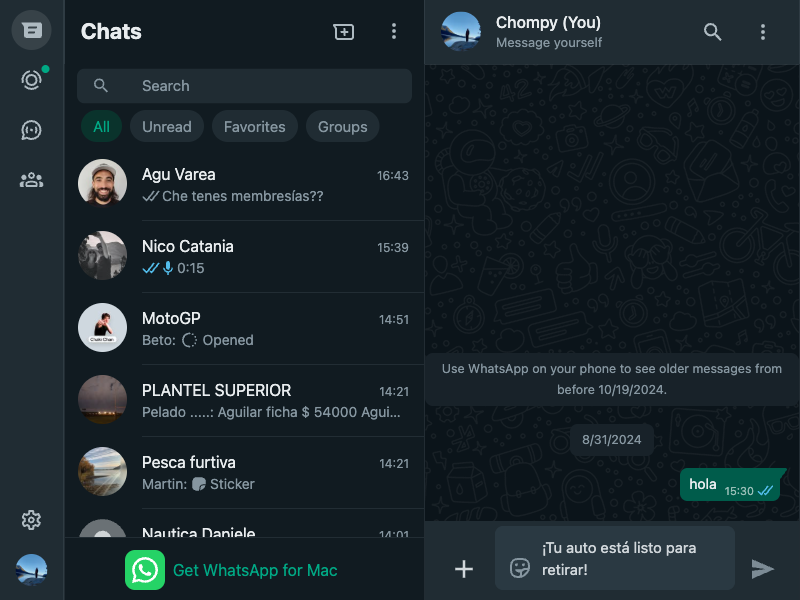 Chats
Search
All
Unread
Favorites
Groups
Agu Varea
16:43
Che tenes membresías??
Nico Catania
15:39
0:15
MotoGP
14:51
Beto: Opened
PLANTEL SUPERIOR
14:21
Pelado .....: Aguilar ficha $ 54000 Agui...
Pesca furtiva
14:21
Martin: Sticker
Nautica Daniele
14:01
Get WhatsApp for Mac
Chompy (You)
Message yourself
Use WhatsApp on your phone to see older messages from
before 10/19/2024.
8/31/2024
hola
15:30
¡Tu auto está listo para
retirar!